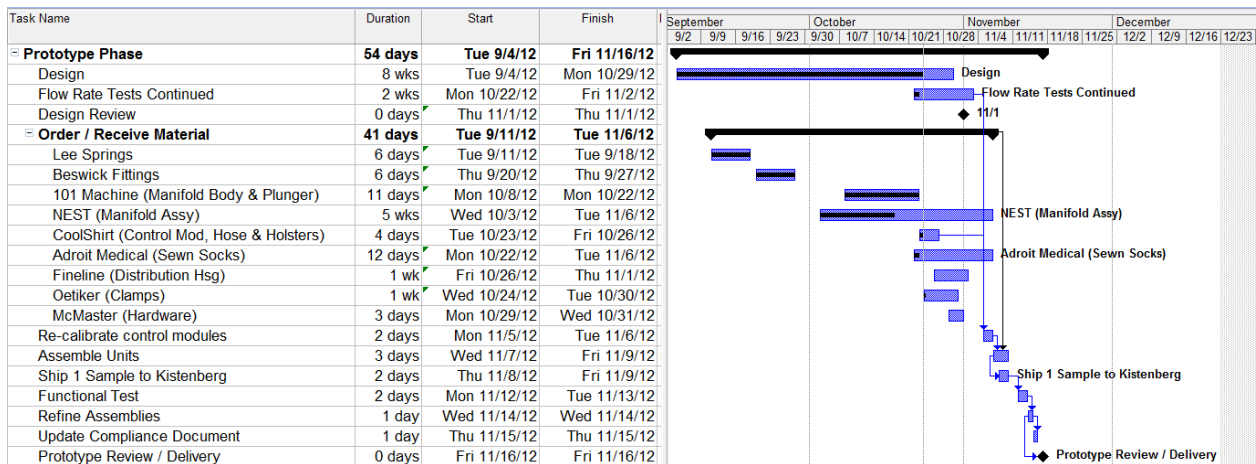 Task Name Duration Start Finish September October November December
9/2 9/9 9/16 9/23 9/30 10/7 10/14 10/21 10/28 11/4 11/11 11/18 11/25 12/2 12/9 12/16 12/23
Prototype Phase 54 days Tue 9/4/12 Fri 11/16/12
Design 8 wks Tue 9/4/12 Mon 10/29/12 Design
Flow Rate Tests Continued 2 wks Mon 10/22/12 Fri 11/2/12 Flow Rate Tests Continued
Design Review 0 days Thu 11/1/12 Thu 11/1/12 11/1
Order / Receive Material 41 days Tue 9/11/12 Tue 11/6/12
Lee Springs 6 days Tue 9/11/12 Tue 9/18/12
Beswick Fittings 6 days Thu 9/20/12 Thu 9/27/12
101 Machine (Manifold Body & Plunger) 11 days Mon 10/8/12 Mon 10/22/12
NEST (Manifold Assy) 5 wks Wed 10/3/12 Tue 11/6/12 NEST (Manifold Assy)
CoolShirt (Control Mod, Hose & Holsters) 4 days Tue 10/23/12 Fri 10/26/12
Adroit Medical (Sewn Socks) 12 days Mon 10/22/12 Tue 11/6/12 Adroit Medical (Sewn Socks)
Fineline (Distribution Hsg) 1 wk Fri 10/26/12 Thu 11/1/12
Oetiker (Clamps) 1 wk Wed 10/24/12 Tue 10/30/12
McMaster (Hardware) 3 days Mon 10/29/12 Wed 10/31/12
Re-calibrate control modules 2 days Mon 11/5/12 Tue 11/6/12
Assemble Units 3 days Wed 11/7/12 Fri 11/9/12
Ship 1 Sample to Kistenberg 2 days Thu 11/8/12 Fri 11/9/12 Ship 1 Sample to Kistenberg
Functional Test 2 days Mon 11/12/12 Tue 11/13/12
Refine Assemblies 1 day Wed 11/14/12 Wed 11/14/12
Update Compliance Document 1 day Thu 11/15/12 Thu 11/15/12
Prototype Review / Delivery 0 days Fri 11/16/12 Fri 11/16/12 Prototype Review / Delivery